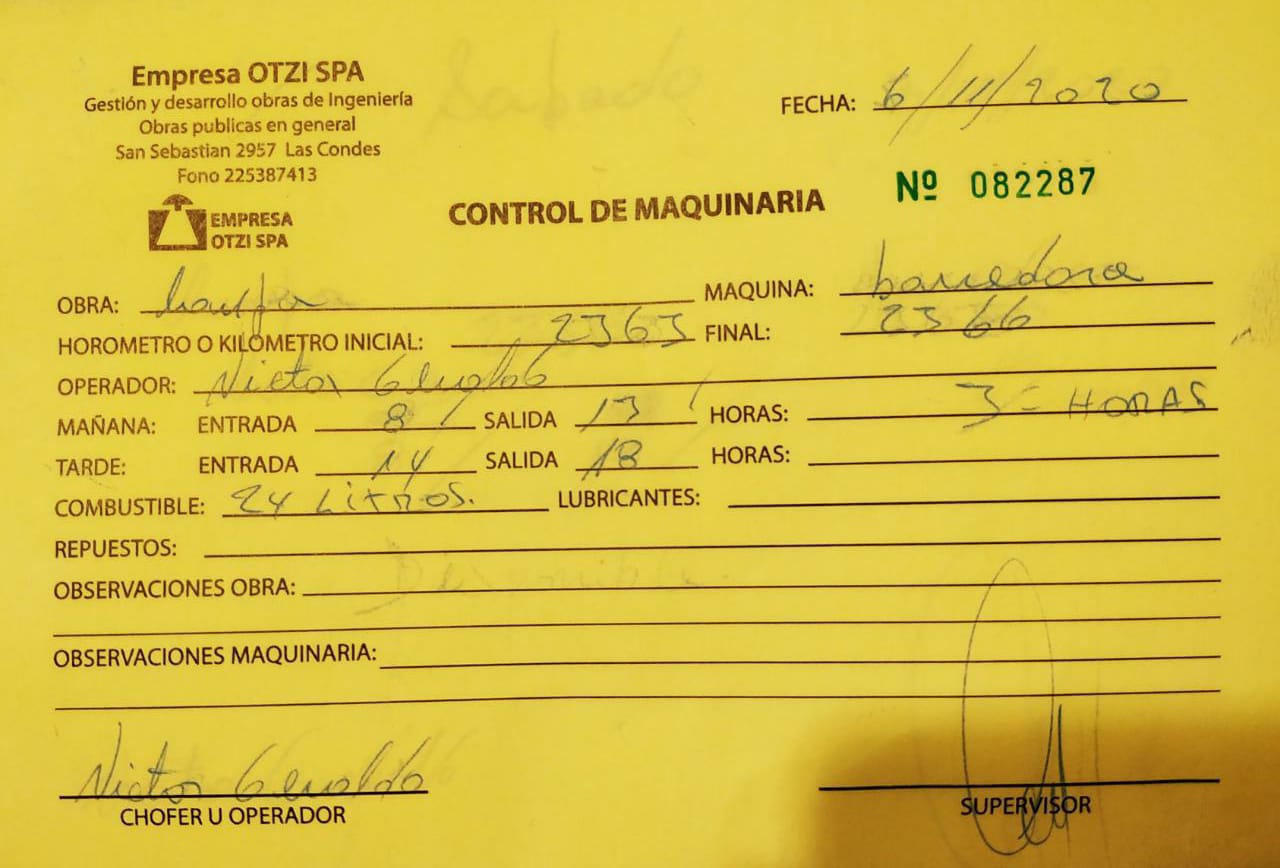 Empresa OTZI SPA
Gestión y desarrollo obras de Ingeniería
Obras publicas en general
San Sebastian 2957 Las Condes
Fono 225387413
EMPRESA
OTZI SPA
FECHA: 6/11/2020
Nº 082287
CONTROL DE MAQUINARIA
OBRA: MAQUINA: barredora
HOROMETRO O KILOMETRO INICIAL: 2363 FINAL: 2366
OPERADOR: Victor
MAÑANA: ENTRADA 8 SALIDA 13 HORAS: 3 - HORAS
TARDE: ENTRADA 14 SALIDA 18 HORAS:
COMBUSTIBLE: 24 Litros. LUBRICANTES:
REPUESTOS:
OBSERVACIONES OBRA:
OBSERVACIONES MAQUINARIA:
Victor
CHOFER U OPERADOR
SUPERVISOR